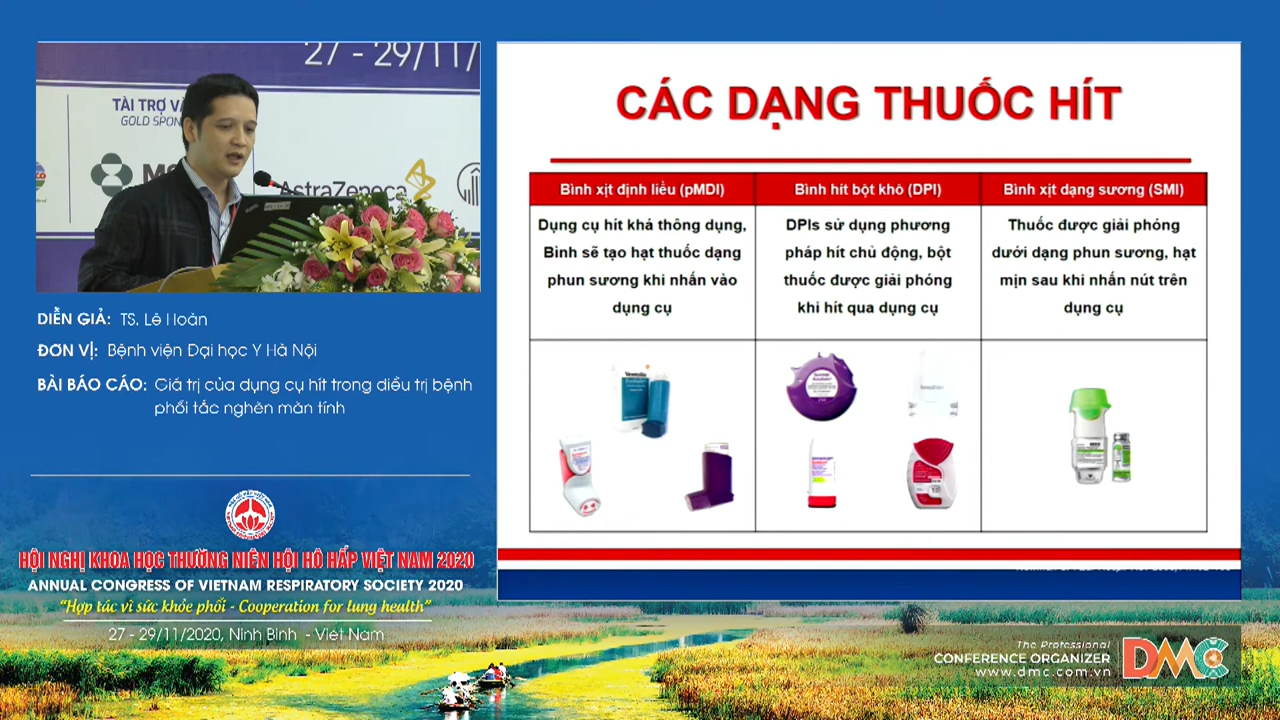 27 - 29/11/
TÀI TRỢ VÀ
GOLD SPON
AstraZeneca
DIỄN GIẢ: TS. Lê Hoàn
ĐƠN VỊ: Bệnh viện Đại học Y Hà Nội
BÀI BÁO CÁO: Giá trị của dụng cụ hít trong điều trị bệnh
phổi tắc nghẽn mãn tính
HỘI NGHỊ KHOA HỌC THƯỜNG NIÊN HỘI HÔ HẤP VIỆT NAM 2020
ANNUAL CONGRESS OF VIETNAM RESPIRATORY SOCIETY 2020
“Hợp tác vì sức khỏe phổi - Cooperation for lung health”
27 - 29/11/2020, Ninh Bình - Việt Nam
CÁC DẠNG THUỐC HÍT
Bình xịt định liều (pMDI)
Dụng cụ hít khá thông dụng,
Bình sẽ tạo hạt thuốc dạng
phun sương khi nhấn vào
dụng cụ
Bình hít bột khô (DPI)
DPIs sử dụng phương
pháp hít chủ động, bột
thuốc được giải phóng
khi hít qua dụng cụ
Bình xịt dạng sương (SMI)
Thuốc được giải phóng
dưới dạng phun sương, hạt
mịn sau khi nhấn nút trên
dụng cụ
The Professional
CONFERENCE ORGANIZER
www.dmc.com.vn
DMC